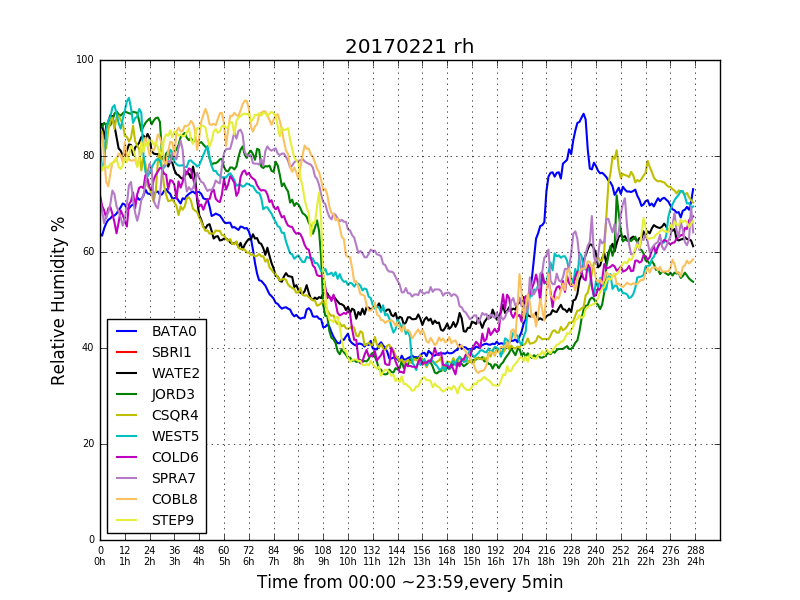 20170221 rh
100
80
60
40
20
0
Relative Humidity %
BATA0
SBRI1
WATE2
JORD3
CSQR4
WEST5
COLD6
SPRA7
COBL8
STEP9
0 12 24 36 48 60 72 84 96 108 120 132 144 156 168 180 192 204 216 228 240 252 264 276 288
0h 1h 2h 3h 4h 5h 6h 7h 8h 9h 10h 11h 12h 13h 14h 15h 16h 17h 18h 19h 20h 21h 22h 23h 24h
Time from 00:00 ~23:59,every 5min